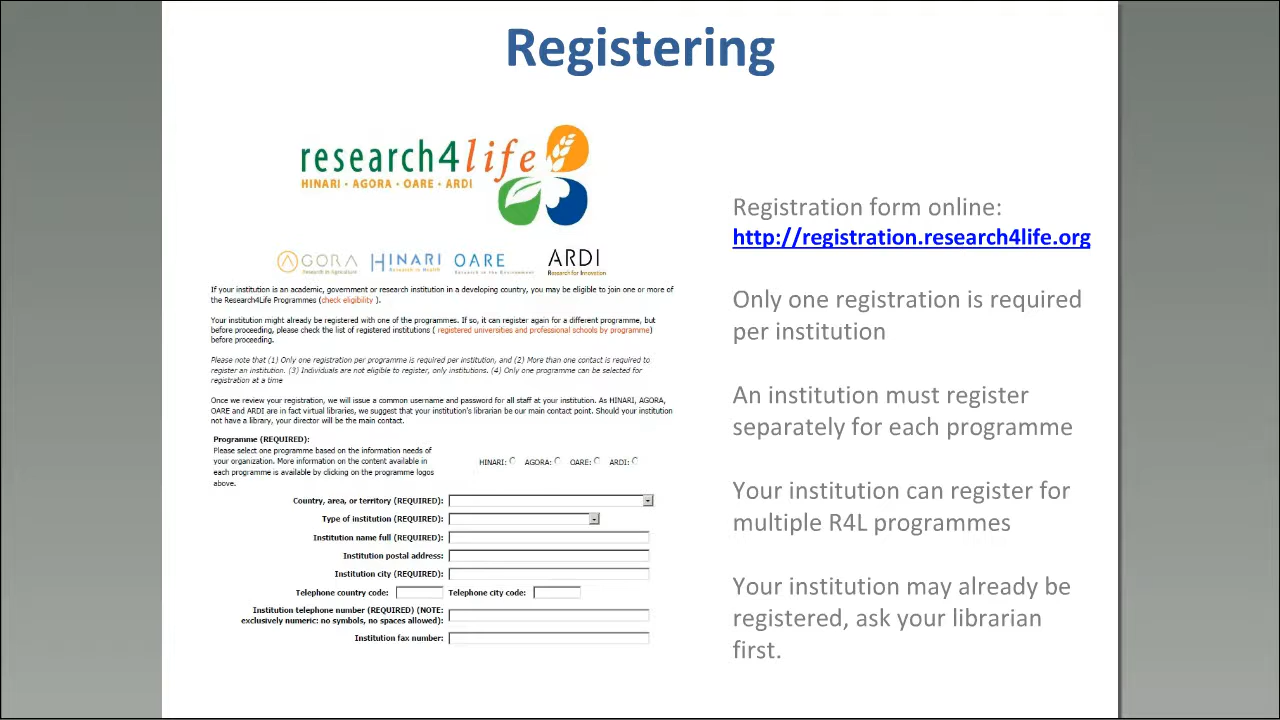 Registering
research4life
HINARI • AGORA • OARE • ARDI
AGORA
Research in Agriculture
HINARI
Research in Health
OARE
Research in the Environment
ARDI
Research for Innovation
If your institution is an academic, government or research institution in a developing country, you may be eligible to join one or more of
the Research4Life Programmes (check eligibility ).
Your institution might already be registered with one of the programmes. If so, it can register again for a different programme, but
before proceeding, please check the list of registered institutions ( registered universities and professional schools by programme)
before proceeding.
Please note that (1) Only one registration per programme is required per institution, and (2) More than one contact is required to
register an institution. (3) Individuals are not eligible to register, only institutions. (4) Only one programme can be selected for
registration at a time
Once we review your registration, we will issue a common username and password for all staff at your institution. As HINARI, AGORA,
OARE and ARDI are in fact virtual libraries, we suggest that your institution's librarian be our main contact point. Should your institution
not have a library, your director will be the main contact.
Programme (REQUIRED):
Please select one programme based on the information needs of
your organization. More information on the content available in
each programme is available by clicking on the programme logos
above.
HINARI: AGORA: OARE: ARDI:
Country, area, or territory (REQUIRED):
Type of institution (REQUIRED):
Institution name full (REQUIRED):
Institution postal address:
Institution city (REQUIRED):
Telephone country code: Telephone city code:
Institution telephone number (REQUIRED) (NOTE:
exclusively numeric: no symbols, no spaces allowed):
Institution fax number:
Registration form online:
http://registration.research4life.org
Only one registration is required
per institution
An institution must register
separately for each programme
Your institution can register for
multiple R4L programmes
Your institution may already be
registered, ask your librarian
first.